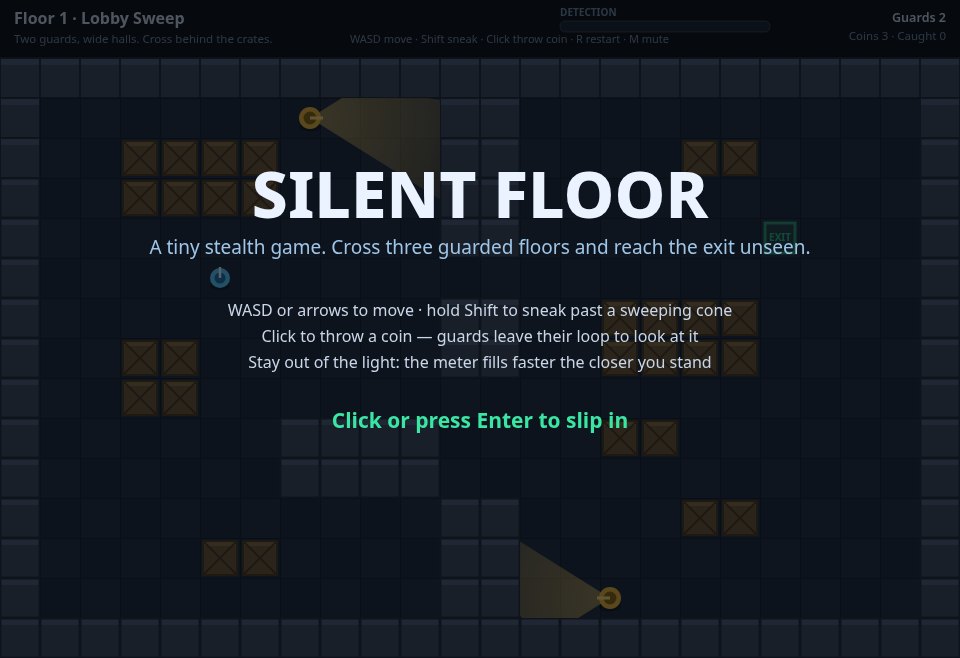 Floor 1 · Lobby Sweep
DETECTION
Guards 2
Two guards, wide halls. Cross behind the crates.
WASD move · Shift sneak · Click throw coin · R restart · M mute
Coins 3 · Caught 0
SILENT FLOOR
EXIT
A tiny stealth game. Cross three guarded floors and reach the exit unseen.
WASD or arrows to move · hold Shift to sneak past a sweeping cone
Click to throw a coin — guards leave their loop to look at it
Stay out of the light: the meter fills faster the closer you stand
Click or press Enter to slip in